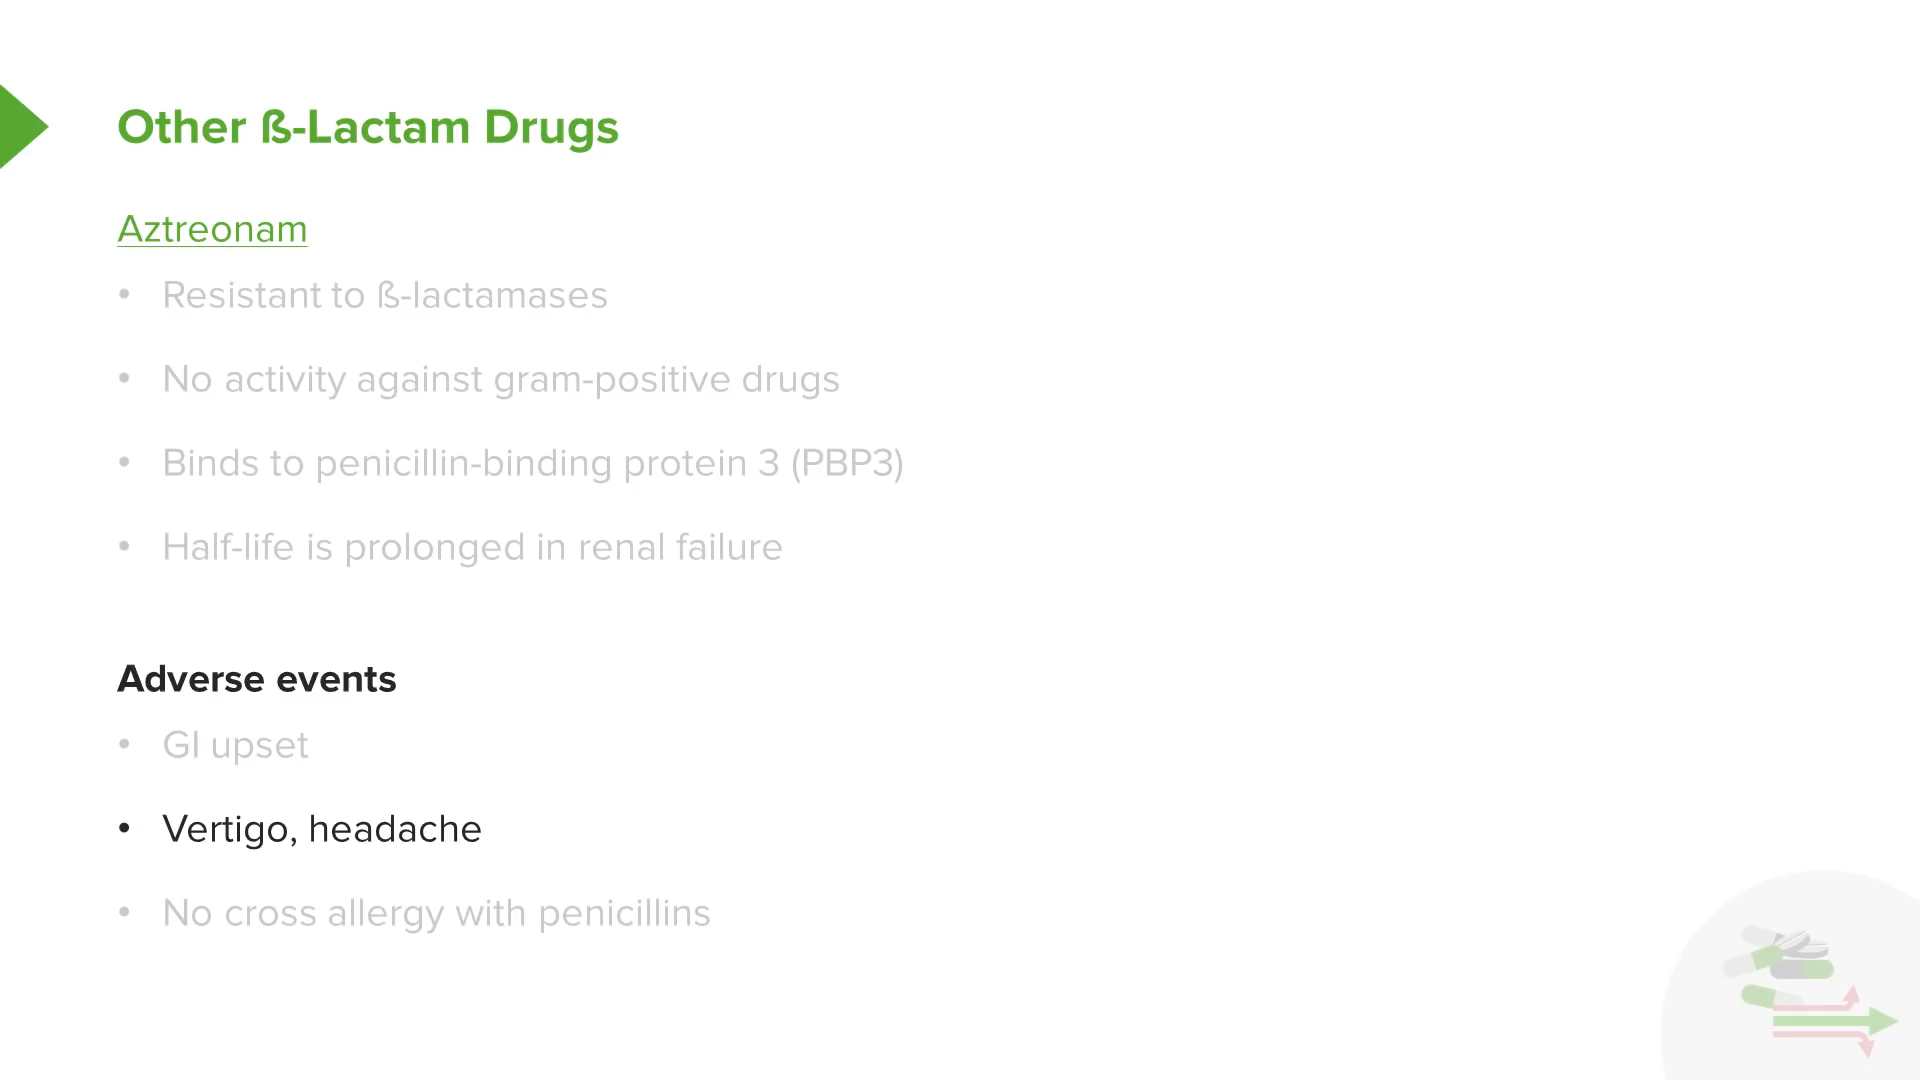 Other ß-Lactam Drugs
Aztreonam
• Resistant to ß-lactamases
• No activity against gram-positive drugs
• Binds to penicillin-binding protein 3 (PBP3)
• Half-life is prolonged in renal failure
Adverse events
• GI upset
• Vertigo, headache
• No cross allergy with penicillins